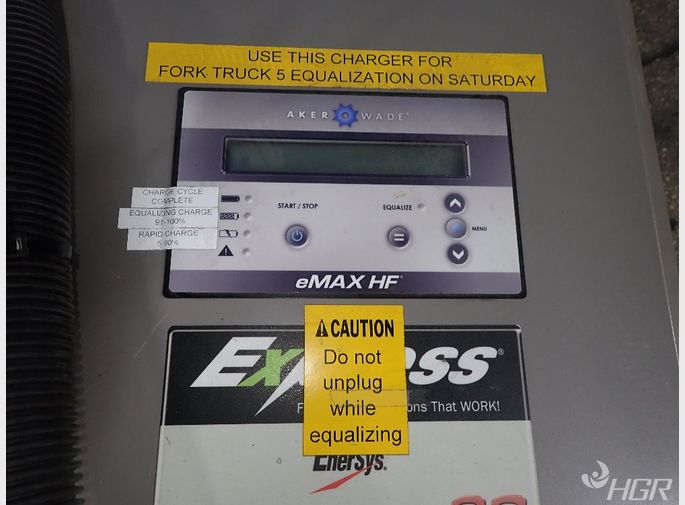 USE THIS CHARGER FOR
FORK TRUCK 5 EQUALIZATION ON SATURDAY
AKER WADE®
CHARGE CYCLE
COMPLETE
EQUALIZING CHARGE
91-100%
RAPID CHARGE
5-90%
START / STOP
EQUALIZE
MENU
eMAX HF®
CAUTION
Do not
unplug
while
equalizing
ons That WORK!
EnerSys.
HGR